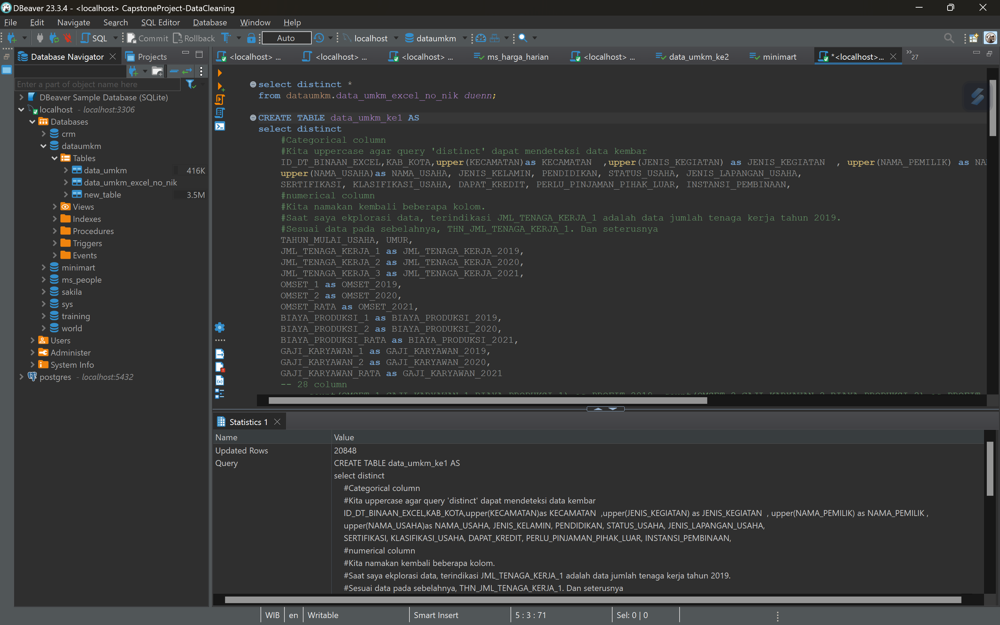 DBeaver 23.3.4 - <localhost> CapstoneProject-DataCleaning
File Edit Navigate Search SQL Editor Database Window Help
SQL Commit Rollback Auto localhost dataumkm
Database Navigator Projects
Enter a part of object name here
DBeaver Sample Database (SQLite)
localhost - localhost:3306
Databases
crm
dataumkm
Tables
data_umkm 416K
data_umkm_excel_no_nik
new_table 3.5M
Views
Indexes
Procedures
Triggers
Events
minimart
ms_people
sakila
sys
training
world
Users
Administer
System Info
postgres - localhost:5432
<localhost> ... <localhost> ... <localhost> ... ms_harga_harian <localhost> ... data_umkm_ke2 minimart *<localhost>... »27
select distinct *
from dataumkm.data_umkm_excel_no_nik duenn;
CREATE TABLE data_umkm_ke1 AS
select distinct
#Categorical column
#Kita uppercase agar query 'distinct' dapat mendeteksi data kembar
ID_DT_BINAAN_EXCEL,KAB_KOTA,upper(KECAMATAN)as KECAMATAN ,upper(JENIS_KEGIATAN) as JENIS_KEGIATAN , upper(NAMA_PEMILIK) as NA
upper(NAMA_USAHA)as NAMA_USAHA, JENIS_KELAMIN, PENDIDIKAN, STATUS_USAHA, JENIS_LAPANGAN_USAHA,
SERTIFIKASI, KLASIFIKASI_USAHA, DAPAT_KREDIT, PERLU_PINJAMAN_PIHAK_LUAR, INSTANSI_PEMBINAAN,
#numerical column
#Kita namakan kembali beberapa kolom.
#Saat saya ekplorasi data, terindikasi JML_TENAGA_KERJA_1 adalah data jumlah tenaga kerja tahun 2019.
#Sesuai data pada sebelahnya, THN_JML_TENAGA_KERJA_1. Dan seterusnya
TAHUN_MULAI_USAHA, UMUR,
JML_TENAGA_KERJA_1 as JML_TENAGA_KERJA_2019,
JML_TENAGA_KERJA_2 as JML_TENAGA_KERJA_2020,
JML_TENAGA_KERJA_3 as JML_TENAGA_KERJA_2021,
OMSET_1 as OMSET_2019,
OMSET_2 as OMSET_2020,
OMSET_RATA as OMSET_2021,
BIAYA_PRODUKSI_1 as BIAYA_PRODUKSI_2019,
BIAYA_PRODUKSI_2 as BIAYA_PRODUKSI_2020,
BIAYA_PRODUKSI_RATA as BIAYA_PRODUKSI_2021,
GAJI_KARYAWAN_1 as GAJI_KARYAWAN_2019,
GAJI_KARYAWAN_2 as GAJI_KARYAWAN_2020,
GAJI_KARYAWAN_RATA as GAJI_KARYAWAN_2021
-- 28 column
Statistics 1
Name Value
Updated Rows 20848
Query CREATE TABLE data_umkm_ke1 AS
select distinct
#Categorical column
#Kita uppercase agar query 'distinct' dapat mendeteksi data kembar
ID_DT_BINAAN_EXCEL,KAB_KOTA,upper(KECAMATAN)as KECAMATAN ,upper(JENIS_KEGIATAN) as JENIS_KEGIATAN , upper(NAMA_PEMILIK) as NAMA_PEMILIK ,
upper(NAMA_USAHA)as NAMA_USAHA, JENIS_KELAMIN, PENDIDIKAN, STATUS_USAHA, JENIS_LAPANGAN_USAHA,
SERTIFIKASI, KLASIFIKASI_USAHA, DAPAT_KREDIT, PERLU_PINJAMAN_PIHAK_LUAR, INSTANSI_PEMBINAAN,
#numerical column
#Kita namakan kembali beberapa kolom.
#Saat saya ekplorasi data, terindikasi JML_TENAGA_KERJA_1 adalah data jumlah tenaga kerja tahun 2019.
#Sesuai data pada sebelahnya, THN_JML_TENAGA_KERJA_1. Dan seterusnya
WIB en Writable Smart Insert 5 : 3 : 71 Sel: 0 | 0